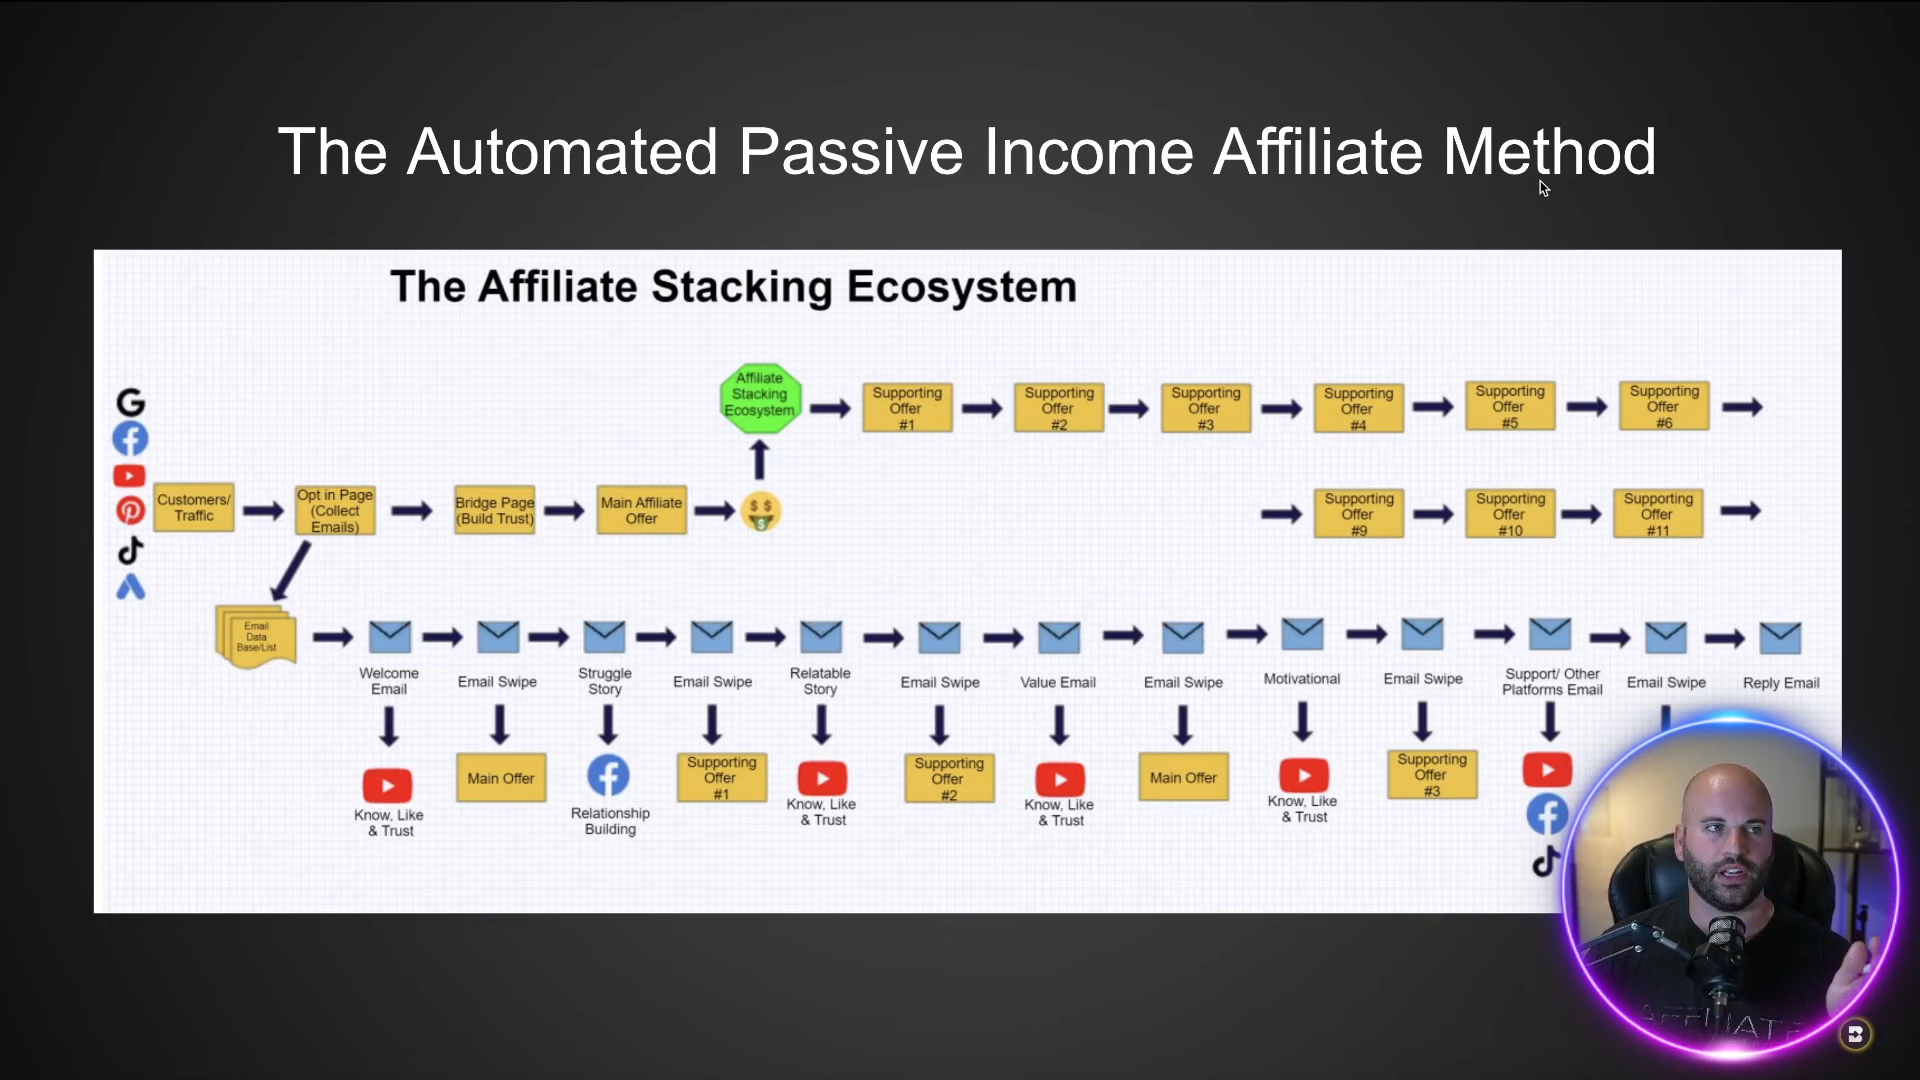 The Automated Passive Income Affiliate Method
The Affiliate Stacking Ecosystem
Affiliate
Stacking
Ecosystem
Supporting
Offer
#1
Supporting
Offer
#2
Supporting
Offer
#3
Supporting
Offer
#4
Supporting
Offer
#5
Supporting
Offer
#6
Customers/
Traffic
Opt in Page
(Collect
Emails)
Bridge Page
(Build Trust)
Main Affiliate
Offer
Supporting
Offer
#9
Supporting
Offer
#10
Supporting
Offer
#11
Email
Data
Base/List
Welcome
Email
Email Swipe
Struggle
Story
Email Swipe
Relatable
Story
Email Swipe
Value Email
Email Swipe
Motivational
Email Swipe
Support/ Other
Platforms Email
Email Swipe
Reply Email
Know, Like
& Trust
Main Offer
Relationship
Building
Supporting
Offer
#1
Know, Like
& Trust
Supporting
Offer
#2
Know, Like
& Trust
Main Offer
Know, Like
& Trust
Supporting
Offer
#3
AFFILIATE
B